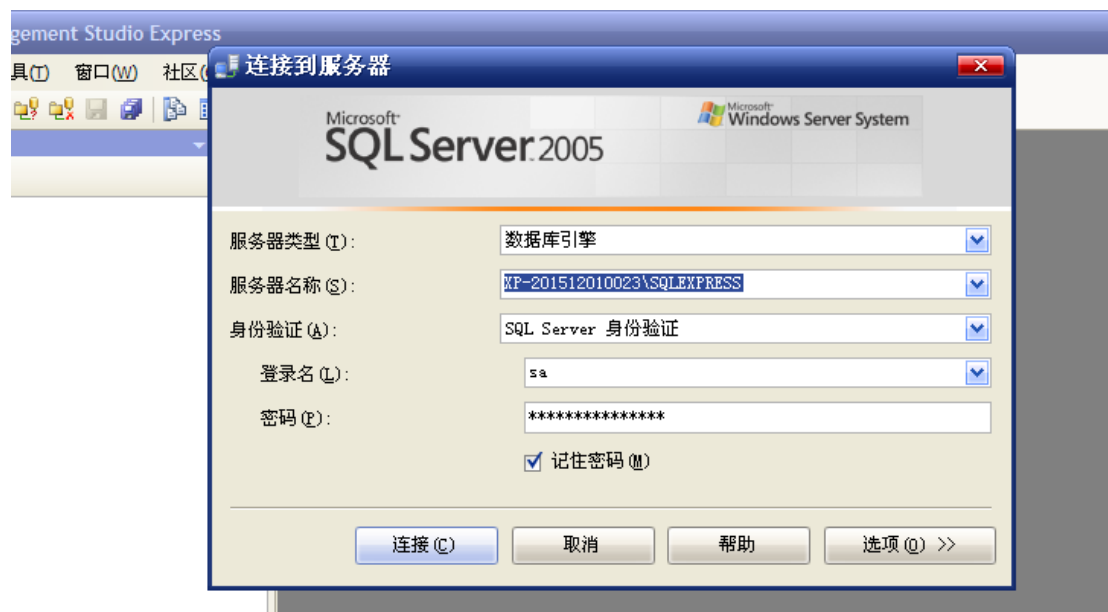 gement Studio Express
具(T) 窗口(W) 社区(
连接到服务器
Microsoft
SQL Server 2005
Microsoft
Windows Server System
服务器类型(T): 数据库引擎
服务器名称(S): XP-201512010023\SQLEXPRESS
身份验证(A): SQL Server 身份验证
登录名(L): sa
密码(P): ***************
记住密码(M)
连接(C) 取消 帮助 选项(O) >>